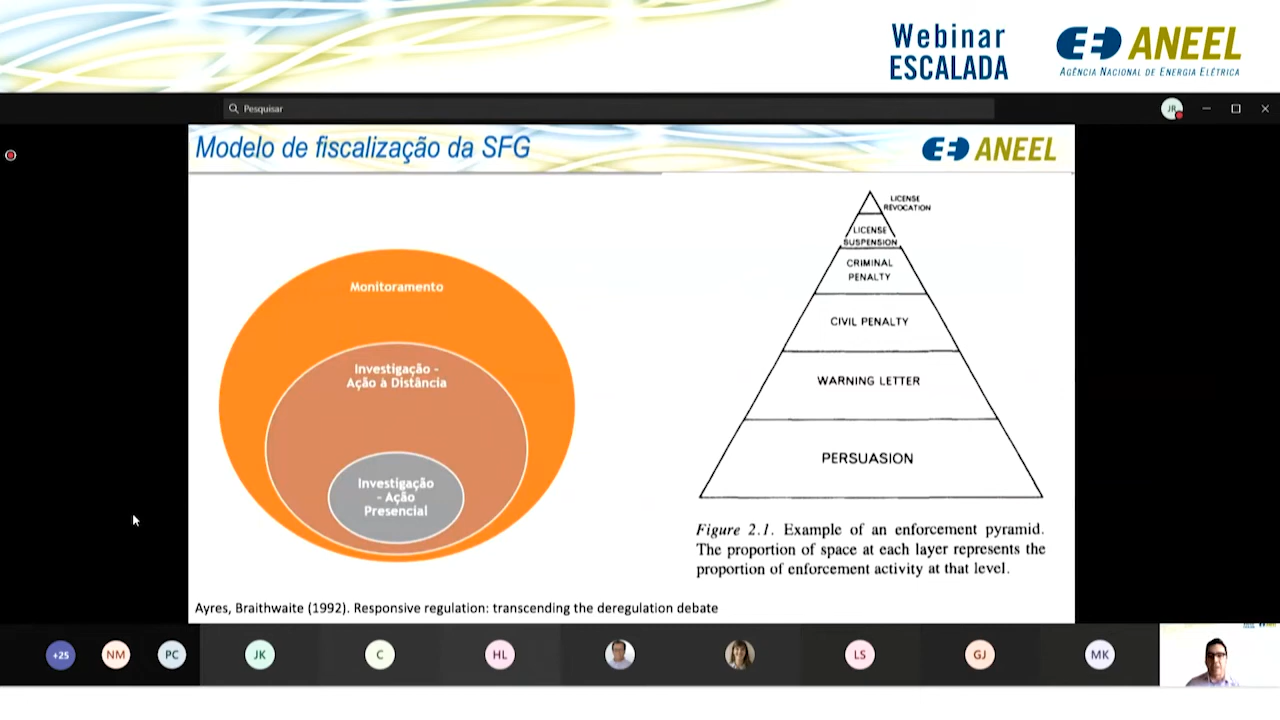 Webinar
ESCALADA
ANEEL
AGÊNCIA NACIONAL DE ENERGIA ELÉTRICA
Pesquisar
JR
Modelo de fiscalização da SFG
ANEEL
Monitoramento
Investigação -
Ação à Distância
Investigação
- Ação
Presencial
LICENSE
REVOCATION
LICENSE
SUSPENSION
CRIMINAL
PENALTY
CIVIL PENALTY
WARNING LETTER
PERSUASION
Figure 2.1. Example of an enforcement pyramid.
The proportion of space at each layer represents the
proportion of enforcement activity at that level.
Ayres, Braithwaite (1992). Responsive regulation: transcending the deregulation debate
+25
NM
PC
JK
C
HL
LS
GJ
MK